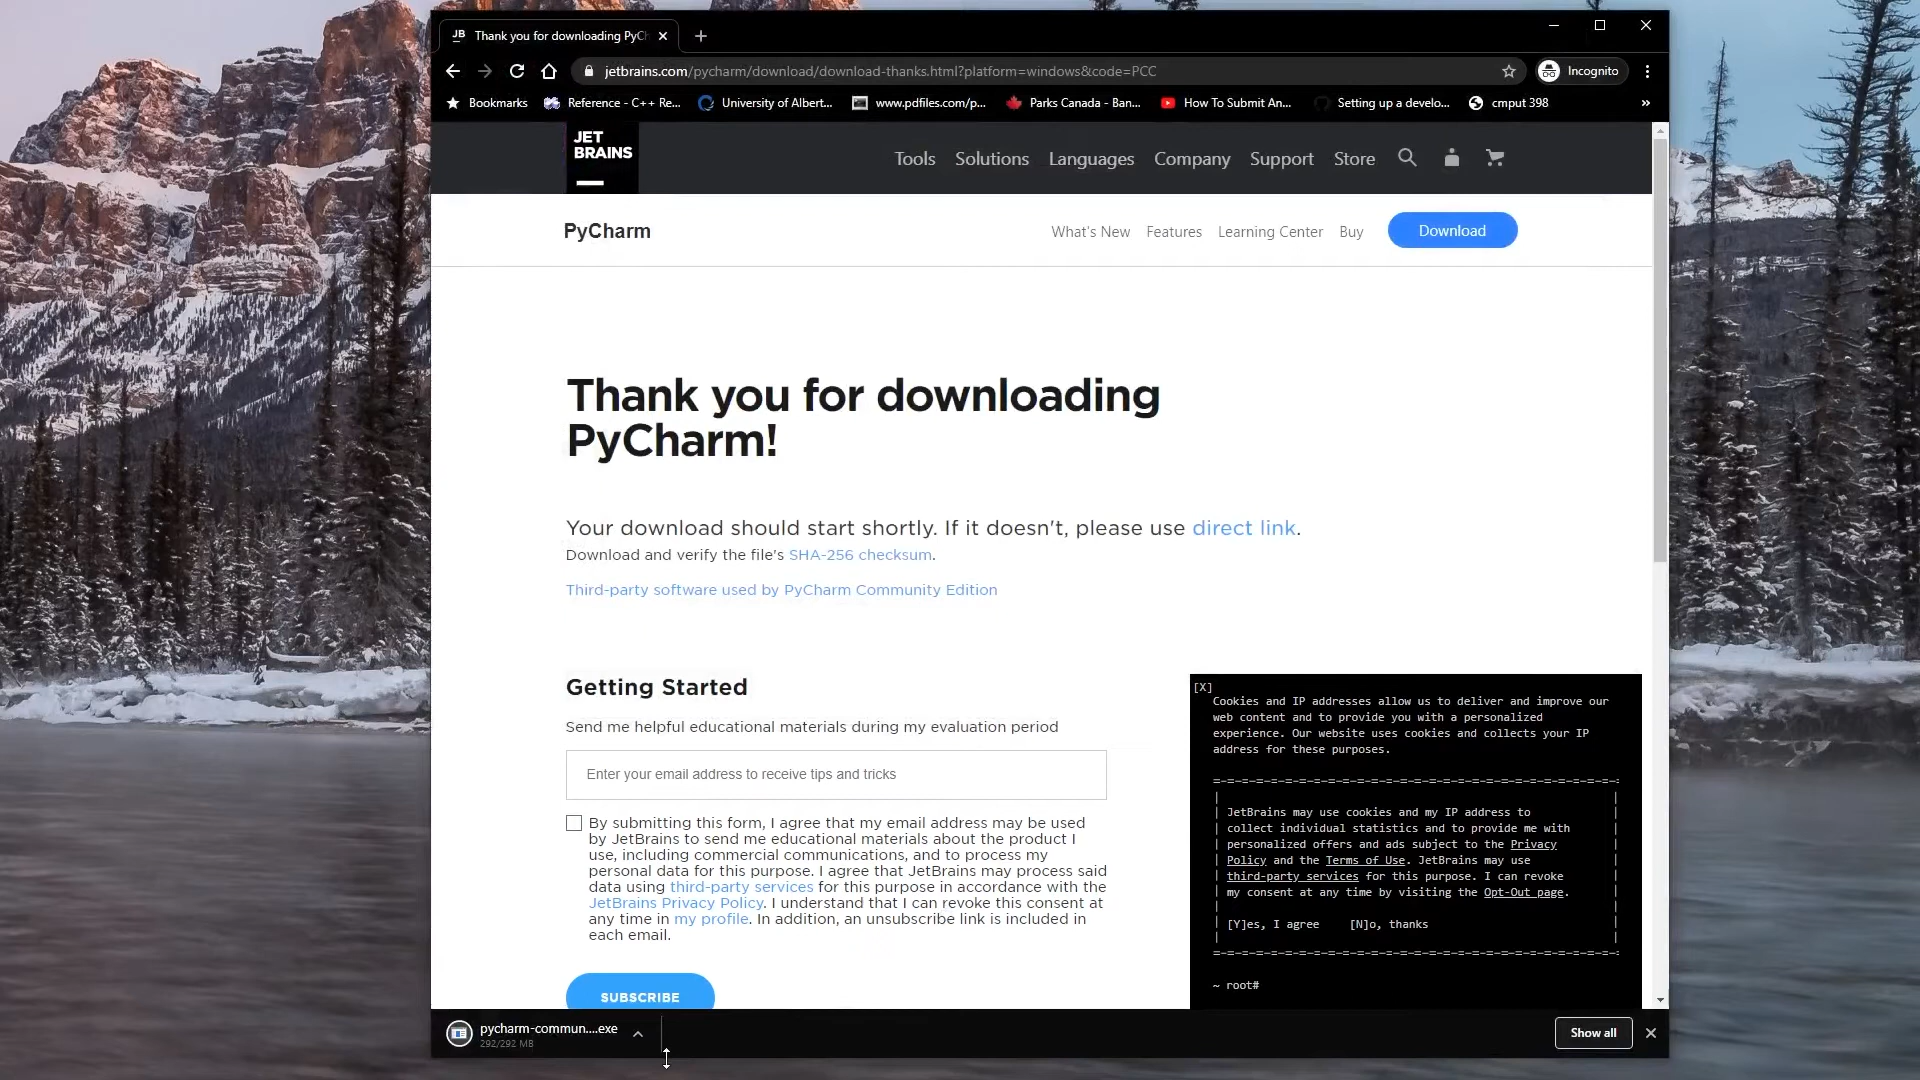 JB Thank you for downloading PyCh
jetbrains.com/pycharm/download/download-thanks.html?platform=windows&code=PCC
Incognito
Bookmarks
Reference - C++ Re...
University of Albert...
www.pdfiles.com/p...
Parks Canada - Ban...
How To Submit An...
Setting up a develo...
cmput 398
»
JET
BRAINS
Tools Solutions Languages Company Support Store
PyCharm
What's New Features Learning Center Buy Download
Thank you for downloading
PyCharm!
Your download should start shortly. If it doesn't, please use direct link.
Download and verify the file's SHA-256 checksum.
Third-party software used by PyCharm Community Edition
Getting Started
Send me helpful educational materials during my evaluation period
Enter your email address to receive tips and tricks
By submitting this form, I agree that my email address may be used
by JetBrains to send me educational materials about the product I
use, including commercial communications, and to process my
personal data for this purpose. I agree that JetBrains may process said
data using third-party services for this purpose in accordance with the
JetBrains Privacy Policy. I understand that I can revoke this consent at
any time in my profile. In addition, an unsubscribe link is included in
each email.
SUBSCRIBE
[X]
Cookies and IP addresses allow us to deliver and improve our
web content and to provide you with a personalized
experience. Our website uses cookies and collects your IP
address for these purposes.
JetBrains may use cookies and my IP address to
collect individual statistics and to provide me with
personalized offers and ads subject to the Privacy
Policy and the Terms of Use. JetBrains may use
third-party services for this purpose. I can revoke
my consent at any time by visiting the Opt-Out page.
[Y]es, I agree [N]o, thanks
~ root#
pycharm-commun....exe
292/292 MB
Show all